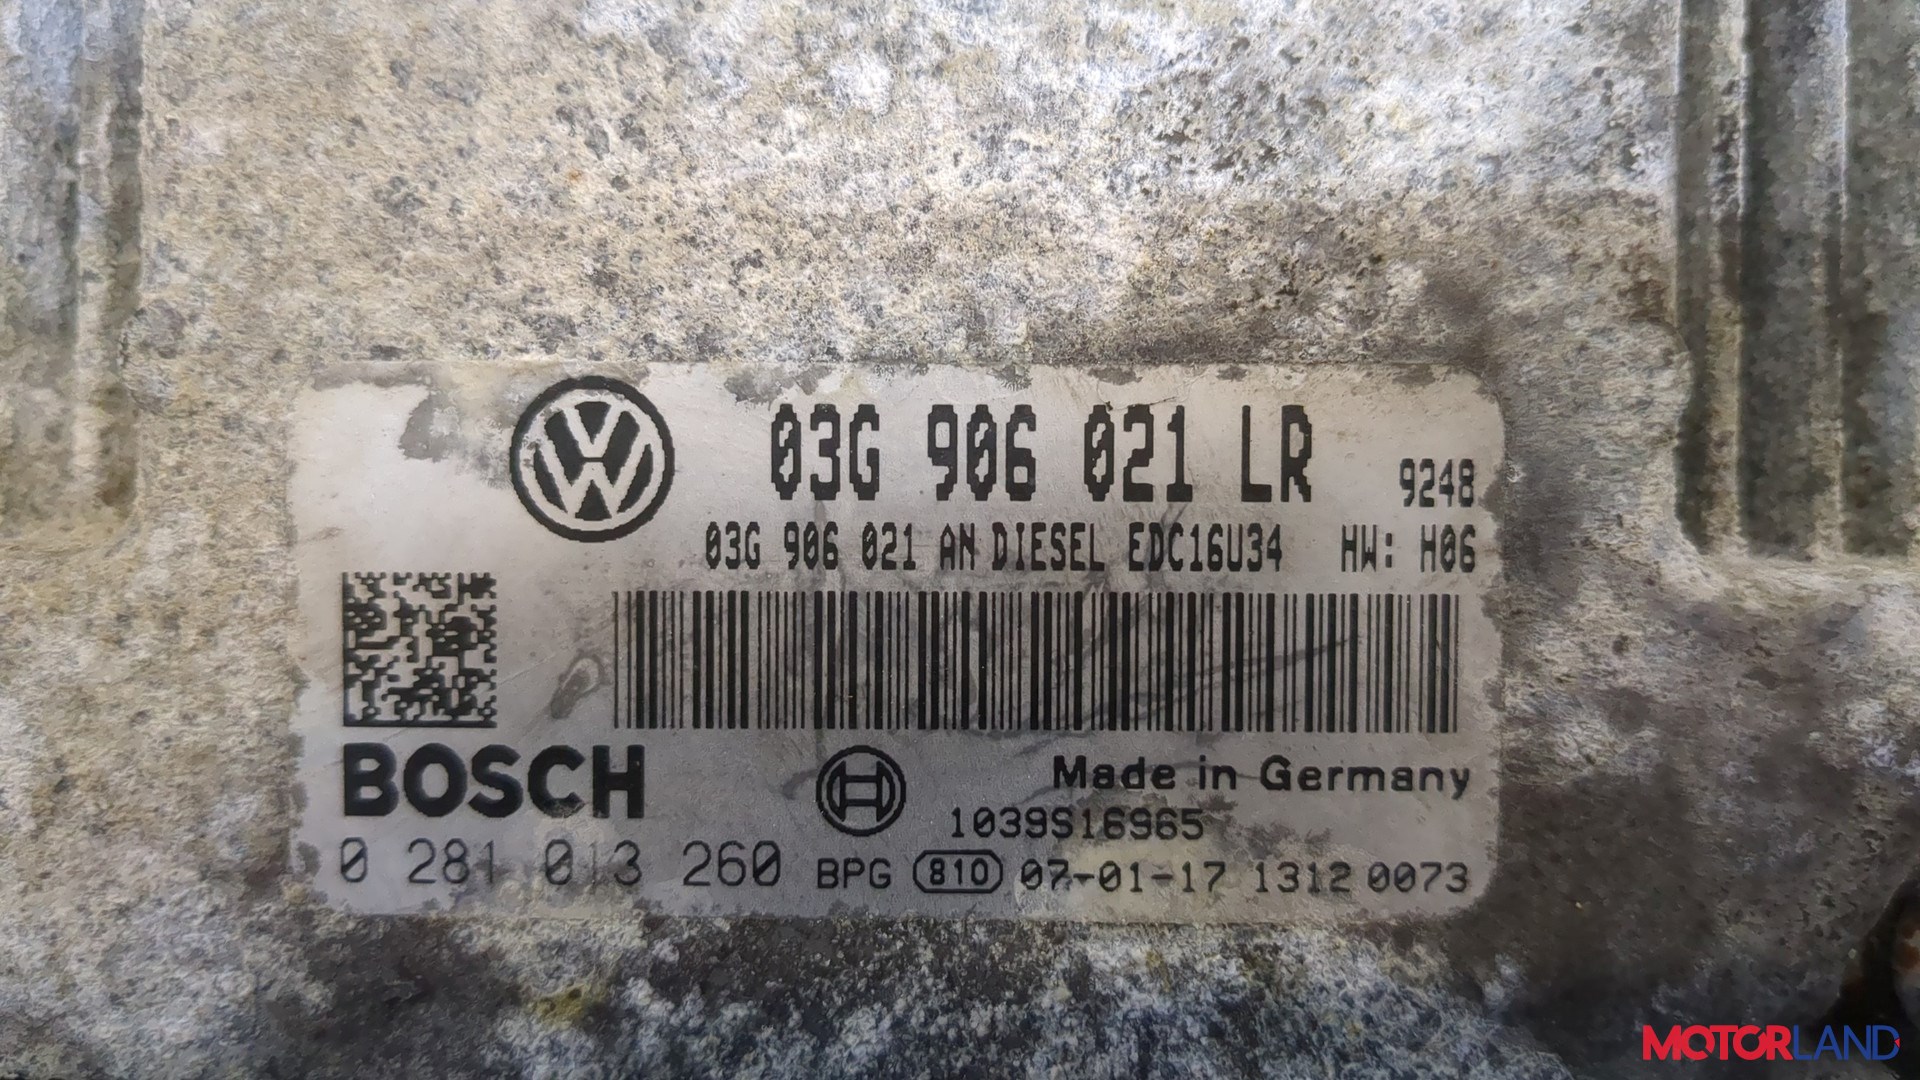 03G 906 021 LR 9248
03G 906 021 AN DIESEL EDC16U34 HW: H06
BOSCH
Made in Germany
1039S16965
0 281 013 260 BPG 810 07-01-17 1312 0073
MOTORLAND